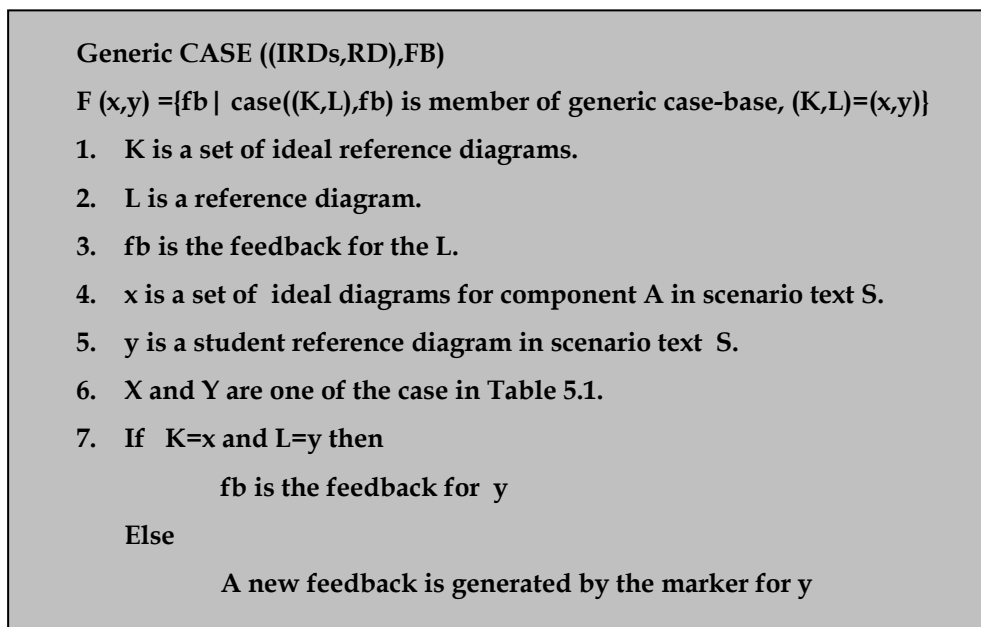 Generic CASE ((IRDs,RD),FB)
F (x,y) ={fb| case((K,L),fb) is member of generic case-base, (K,L)=(x,y)}
1. K is a set of ideal reference diagrams.
2. L is a reference diagram.
3. fb is the feedback for the L.
4. x is a set of ideal diagrams for component A in scenario text S.
5. y is a student reference diagram in scenario text S.
6. X and Y are one of the case in Table 5.1.
7. If K=x and L=y then
fb is the feedback for y
Else
A new feedback is generated by the marker for y